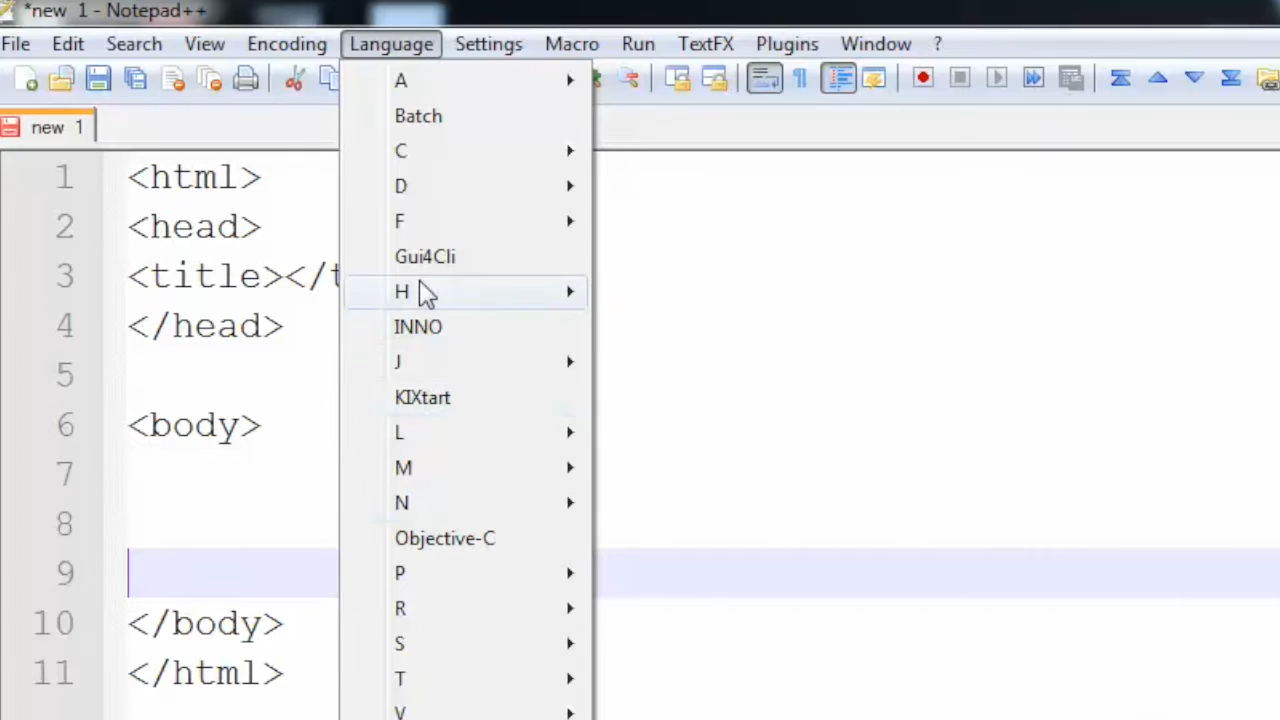 *new 1 - Notepad++
File Edit Search View Encoding Language Settings Macro Run TextFX Plugins Window ?
new 1
A
Batch
C
D
F
Gui4Cli
H
INNO
J
KIXtart
L
M
N
Objective-C
P
R
S
T
V
1 <html>
2 <head>
3 <title></t
4 </head>
5
6 <body>
7
8
9
10 </body>
11 </html>